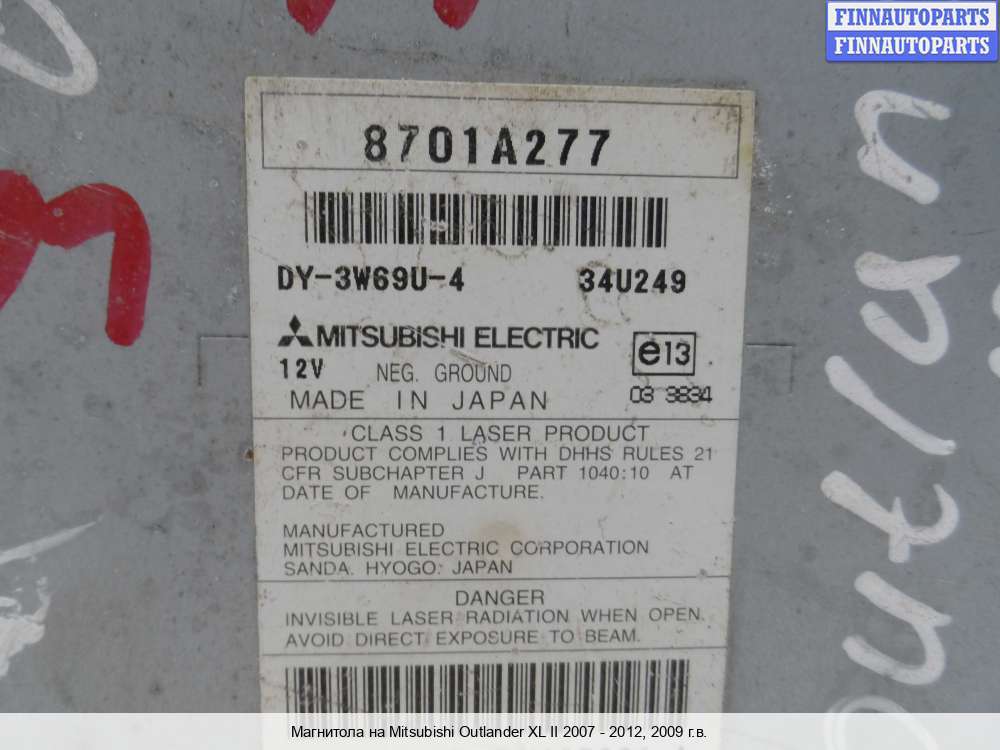 FINNAUTOPARTS
FINNAUTOPARTS
8701A277
DY-3W69U-4 34U249
MITSUBISHI ELECTRIC e13
12V NEG. GROUND
MADE IN JAPAN 03 3834
CLASS 1 LASER PRODUCT
PRODUCT COMPLIES WITH DHHS RULES 21
CFR SUBCHAPTER J PART 1040:10 AT
DATE OF MANUFACTURE.
MANUFACTURED
MITSUBISHI ELECTRIC CORPORATION
SANDA. HYOGO. JAPAN
DANGER
INVISIBLE LASER RADIATION WHEN OPEN.
AVOID DIRECT EXPOSURE TO BEAM.
Outlan
Магнитола на Mitsubishi Outlander XL II 2007 - 2012, 2009 г.в.